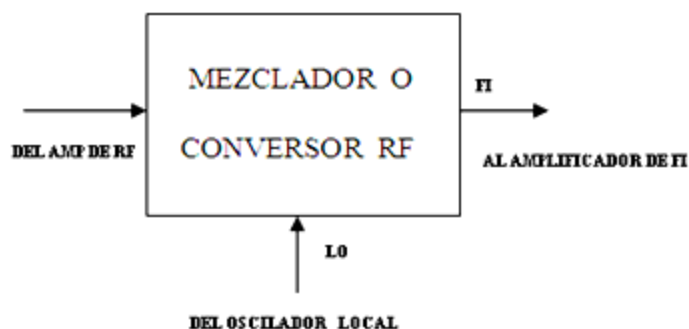 MEZCLADOR O
CONVERSOR RF
FI
DEL AMP DE RF
AL AMPLIFICADOR DE FI
LO
DEL OSCILADOR LOCAL